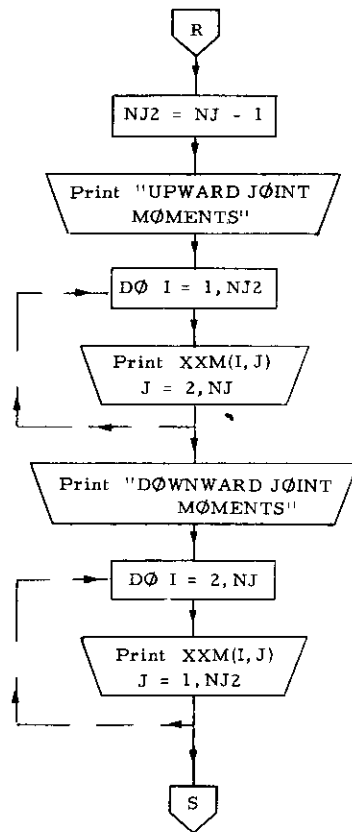 R
NJ2 = NJ - 1
Print "UPWARD JØINT
MØMENTS"
DØ I = 1, NJ2
Print XXM(I, J)
J = 2, NJ
Print "DØWNWARD JØINT
MØMENTS"
DØ I = 2, NJ
Print XXM(I, J)
J = 1, NJ2
S